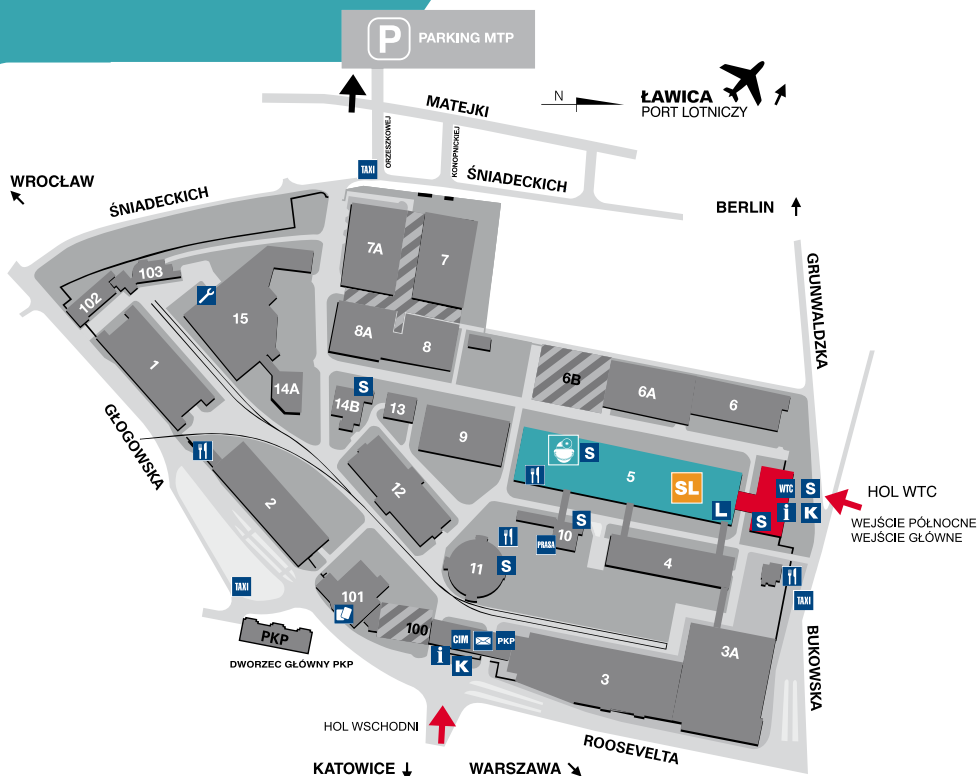 P PARKING MTP
N
ŁAWICA
PORT LOTNICZY
MATEJKI
ORZESZKOWEJ
KONOPNICKIEJ
TAXI
ŚNIADECKICH
WROCŁAW
ŚNIADECKICH
BERLIN
GRUNWALDZKA
7A
7
103
102
15
8A
8
1
6B
6A
6
14A
S
14B
13
9
GŁOGOWSKA
S
5
SL
WTC S
HOL WTC
12
L
S
i K
WEJŚCIE PÓŁNOCNE
WEJŚCIE GŁÓWNE
2
S
10
PRASA
11
S
4
TAXI
101
TAXI
100
PKP
CIM PKP
i
K
DWORZEC GŁÓWNY PKP
3A
3
BUKOWSKA
HOL WSCHODNI
ROOSEVELTA
KATOWICE
WARSZAWA